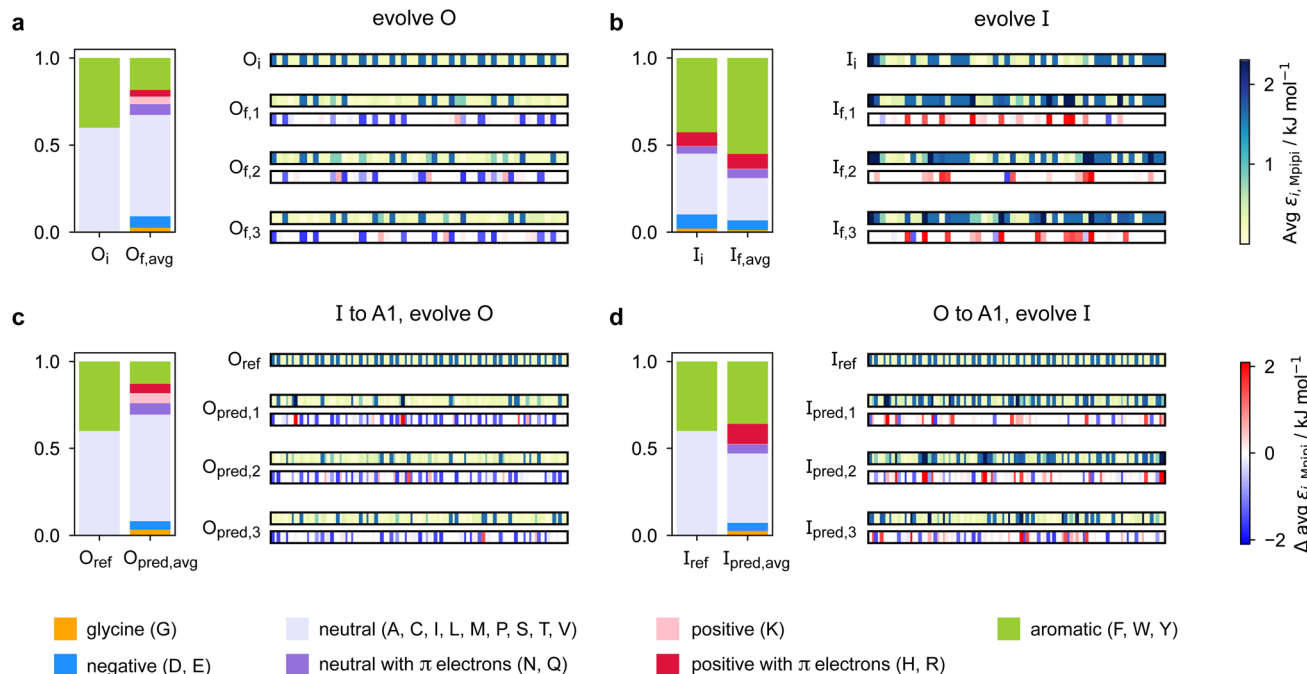 a
evolve O
1.0
0.5
0.0
O_i
O_f,avg
O_i
O_f,1
O_f,2
O_f,3
b
evolve I
1.0
0.5
0.0
I_i
I_f,avg
I_i
I_f,1
I_f,2
I_f,3
2
1
Avg ε_i, Mpipi / kJ mol⁻¹
c
I to A1, evolve O
1.0
0.5
0.0
O_ref
O_pred,avg
O_ref
O_pred,1
O_pred,2
O_pred,3
d
O to A1, evolve I
1.0
0.5
0.0
I_ref
I_pred,avg
I_ref
I_pred,1
I_pred,2
I_pred,3
2
0
−2
Δ avg ε_i, Mpipi / kJ mol⁻¹
glycine (G)
neutral (A, C, I, L, M, P, S, T, V)
positive (K)
aromatic (F, W, Y)
negative (D, E)
neutral with π electrons (N, Q)
positive with π electrons (H, R)